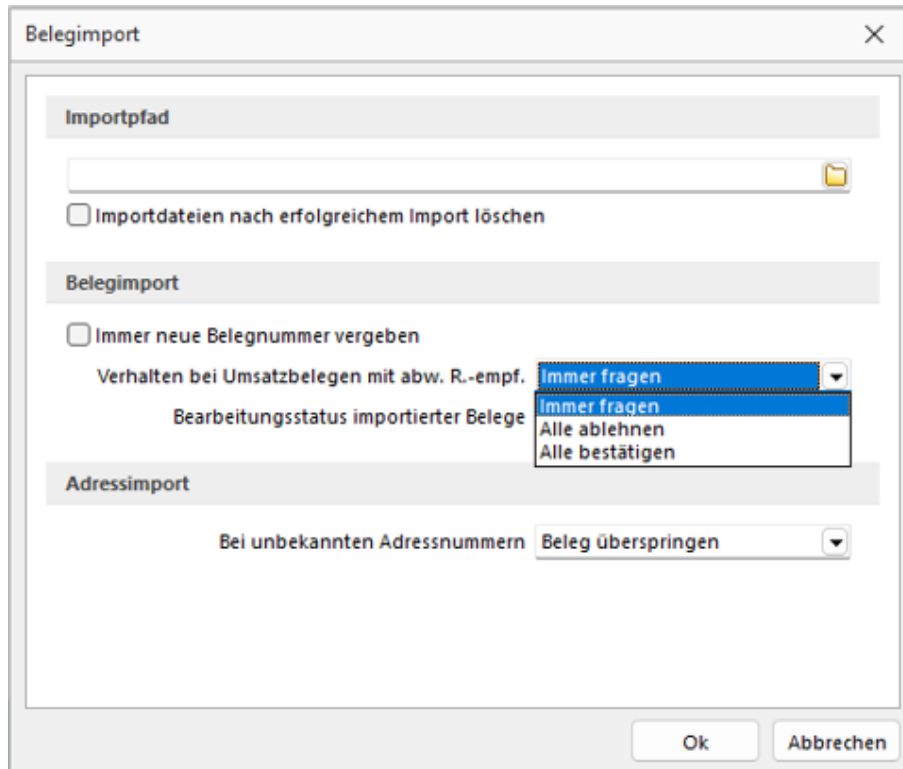 Belegimport
Importpfad
Importdateien nach erfolgreichem Import löschen
Belegimport
Immer neue Belegnummer vergeben
Verhalten bei Umsatzbelegen mit abw. R.-empf. Immer fragen
Immer fragen
Bearbeitungsstatus importierter Belege Alle ablehnen
Alle bestätigen
Adressimport
Bei unbekannten Adressnummern Beleg überspringen
Ok Abbrechen